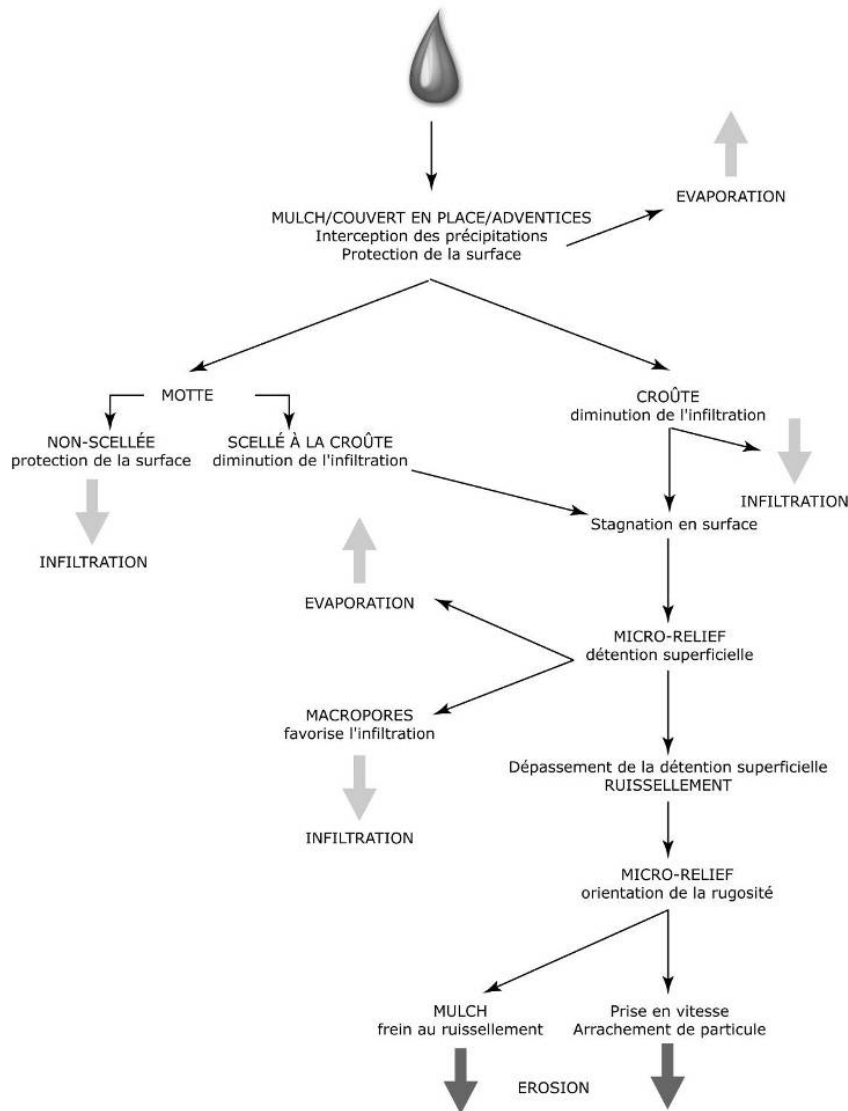 EVAPORATION
MULCH/COUVERT EN PLACE/ADVENTICES
Interception des précipitations
Protection de la surface
MOTTE
CROÛTE
diminution de l'infiltration
NON-SCELLÉE
protection de la surface
SCELLÉ À LA CROÛTE
diminution de l'infiltration
INFILTRATION
Stagnation en surface
INFILTRATION
EVAPORATION
MICRO-RELIEF
détention superficielle
MACROPORES
favorise l'infiltration
Dépassement de la détention superficielle
RUISSELLEMENT
INFILTRATION
MICRO-RELIEF
orientation de la rugosité
MULCH
frein au ruissellement
Prise en vitesse
Arrachement de particule
EROSION